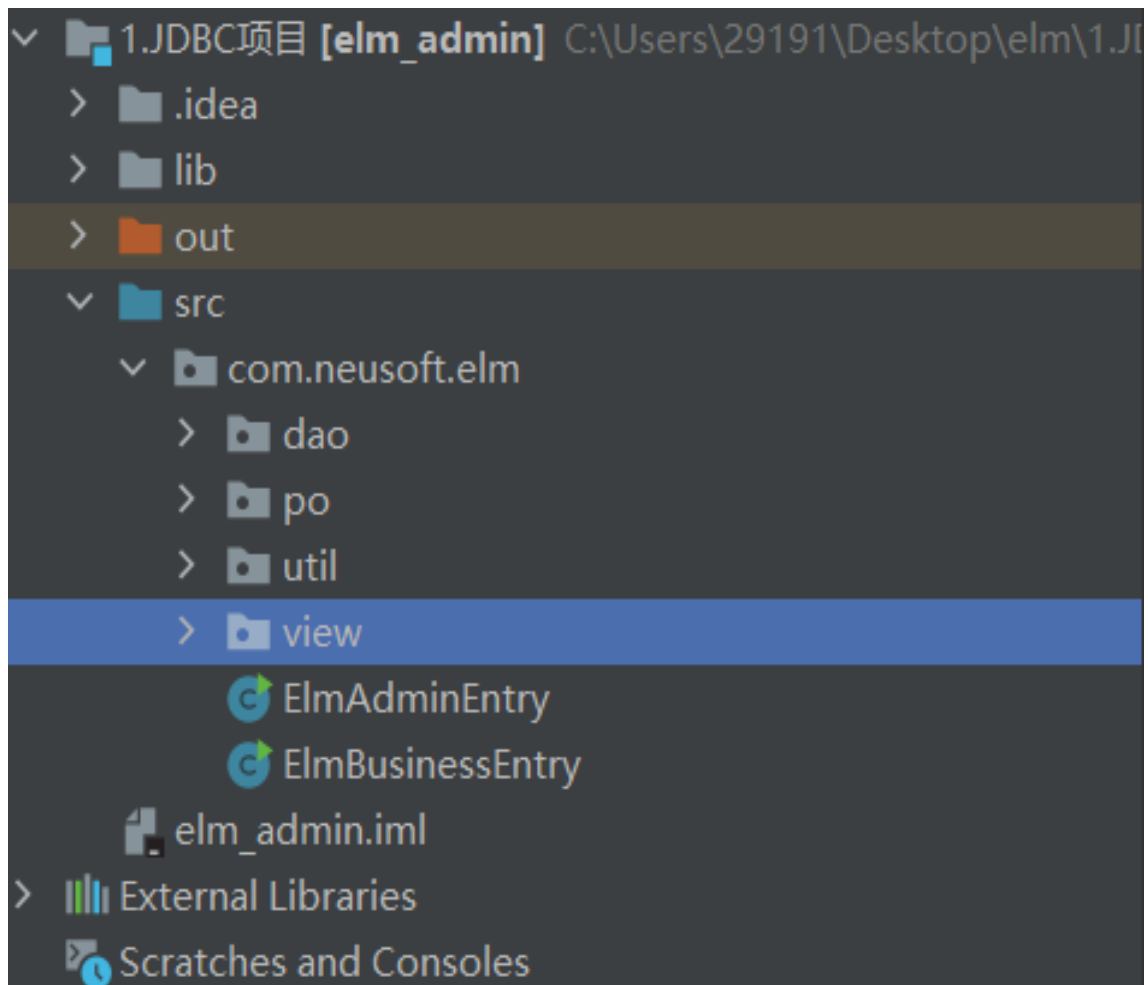 1.JDBC项目 [elm_admin] C:\Users\29191\Desktop\elm\1.J
.idea
lib
out
src
com.neusoft.elm
dao
po
util
view
ElmAdminEntry
ElmBusinessEntry
elm_admin.iml
External Libraries
Scratches and Consoles